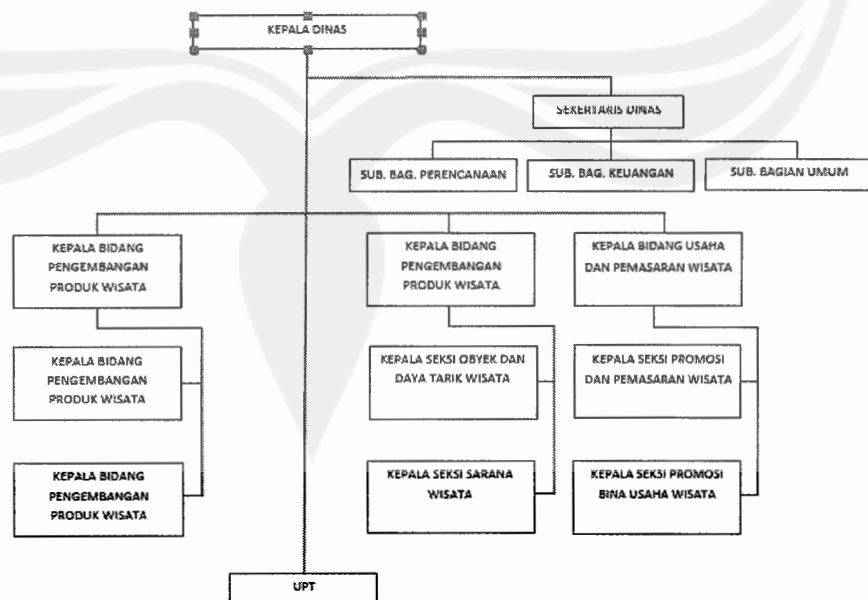 KEPALA DINAS
SEKERTARIS DINAS
SUB. BAG. PERENCANAAN
SUB. BAG. KEUANGAN
SUB. BAGIAN UMUM
KEPALA BIDANG
PENGEMBANGAN
PRODUK WISATA
KEPALA BIDANG
PENGEMBANGAN
PRODUK WISATA
KEPALA BIDANG USAHA
DAN PEMASARAN WISATA
KEPALA BIDANG
PENGEMBANGAN
PRODUK WISATA
KEPALA SEKSI OBYEK DAN
DAYA TARIK WISATA
KEPALA SEKSI PROMOSI
DAN PEMASARAN WISATA
KEPALA BIDANG
PENGEMBANGAN
PRODUK WISATA
KEPALA SEKSI SARANA
WISATA
KEPALA SEKSI PROMOSI
BINA USAHA WISATA
UPT